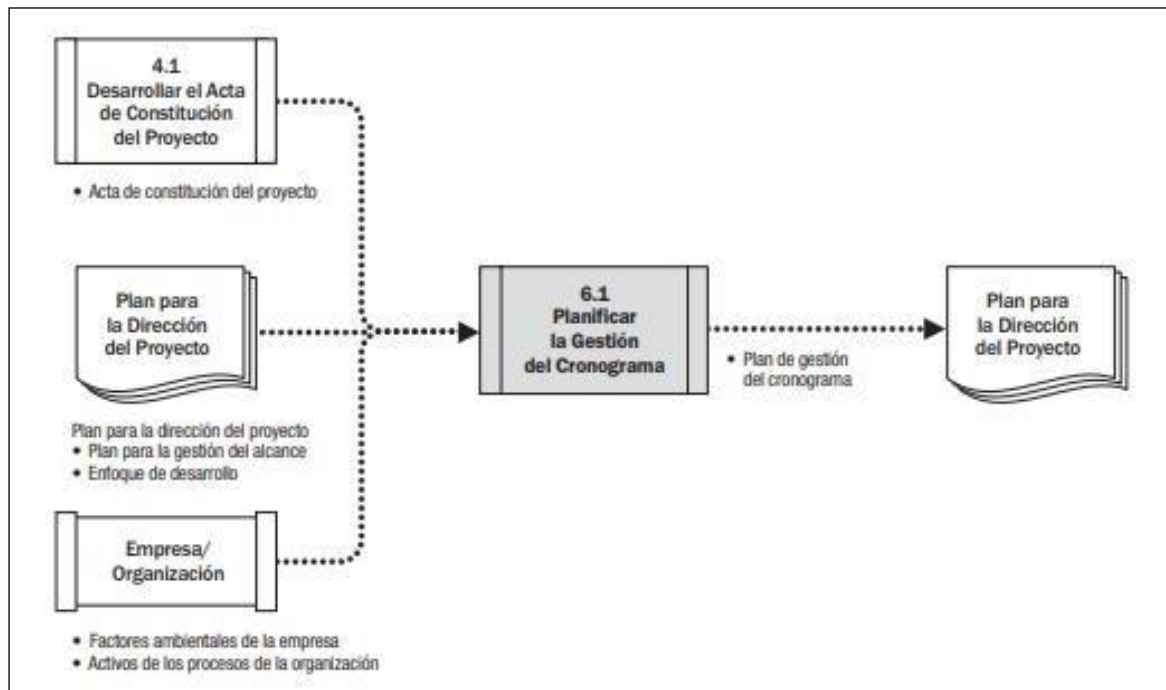 4.1
Desarrollar el Acta
de Constitución
del Proyecto
• Acta de constitución del proyecto
Plan para
la Dirección
del Proyecto
Plan para la dirección del proyecto
• Plan para la gestión del alcance
• Enfoque de desarrollo
Empresa/
Organización
• Factores ambientales de la empresa
• Activos de los procesos de la organización
6.1
Planificar
la Gestión
del Cronograma
• Plan de gestión
del cronograma
Plan para
la Dirección
del Proyecto